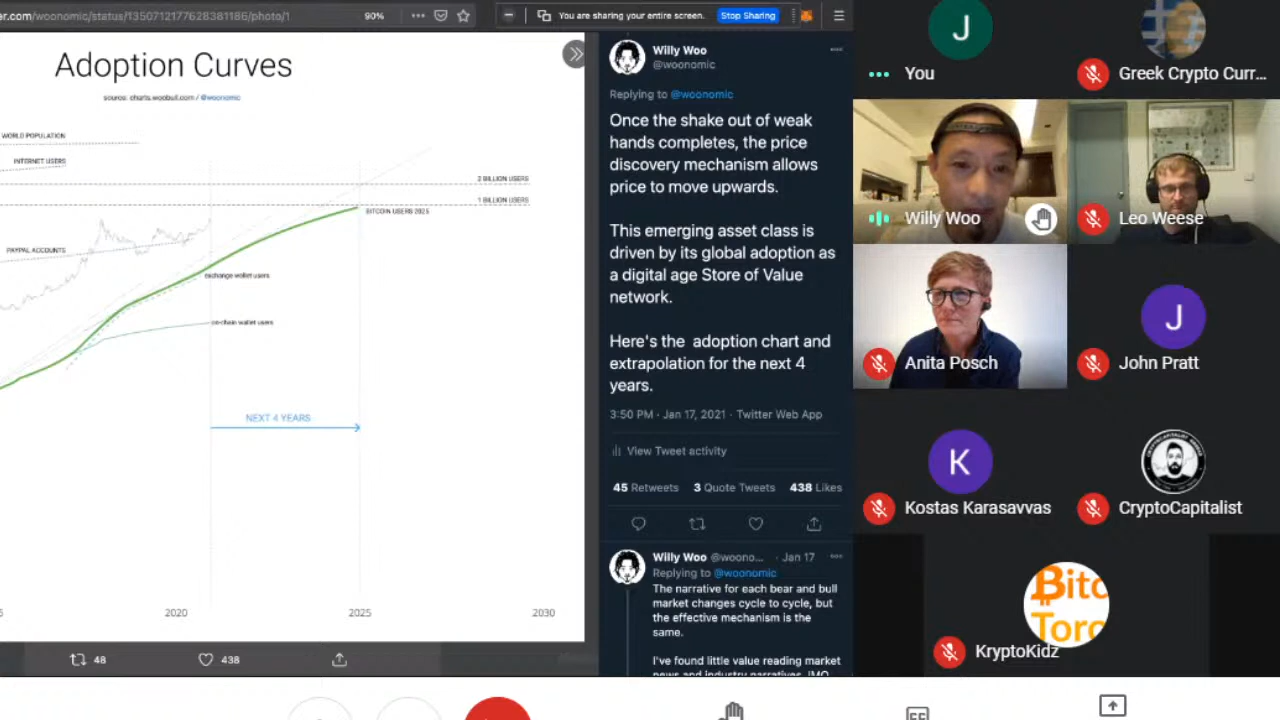 er.com/woonomic/status/1350712177628381186/photo/1
90%
You are sharing your entire screen.
Stop Sharing
Adoption Curves
source: charts.woobull.com / @woonomic
WORLD POPULATION
INTERNET USERS
2 BILLION USERS
1 BILLION USERS
BITCOIN USERS 2025
PAYPAL ACCOUNTS
exchange wallet users
on-chain wallet users
NEXT 4 YEARS
2020
2025
2030
48
438
Willy Woo
@woonomic
Replying to @woonomic
Once the shake out of weak
hands completes, the price
discovery mechanism allows
price to move upwards.
This emerging asset class is
driven by its global adoption as
a digital age Store of Value
network.
Here's the adoption chart and
extrapolation for the next 4
years.
3:50 PM · Jan 17, 2021 · Twitter Web App
View Tweet activity
45 Retweets 3 Quote Tweets 438 Likes
Willy Woo @woono... · Jan 17
Replying to @woonomic
The narrative for each bear and bull
market changes cycle to cycle, but
the effective mechanism is the
same.
I've found little value reading market
news and industry narratives. IMO
J
You
Greek Crypto Curr...
Willy Woo
Leo Weese
Anita Posch
J
John Pratt
K
Kostas Karasavvas
CryptoCapitalist
Bitc
Toro
KryptoKidz